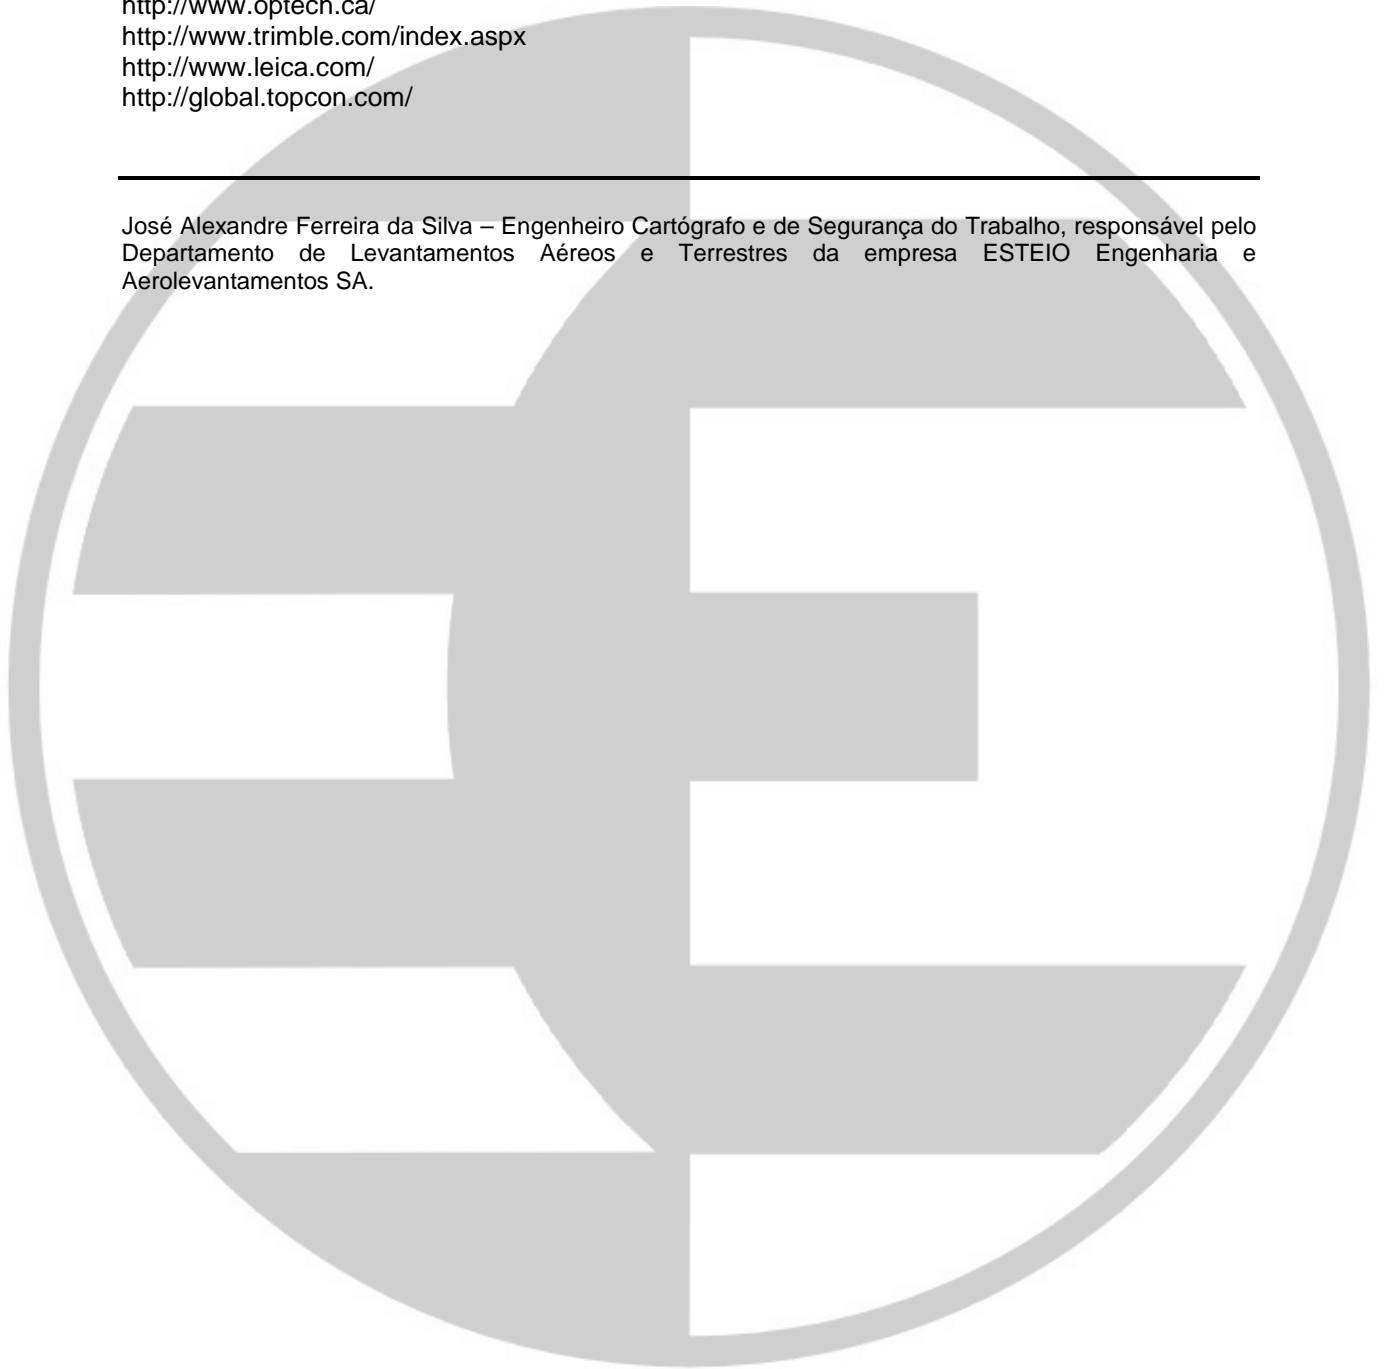 http://www.optech.ca/
http://www.trimble.com/index.aspx
http://www.leica.com/
http://global.topcon.com/
José Alexandre Ferreira da Silva – Engenheiro Cartógrafo e de Segurança do Trabalho, responsável pelo
Departamento de Levantamentos Aéreos e Terrestres da empresa ESTEIO Engenharia e
Aerolevantamentos SA.